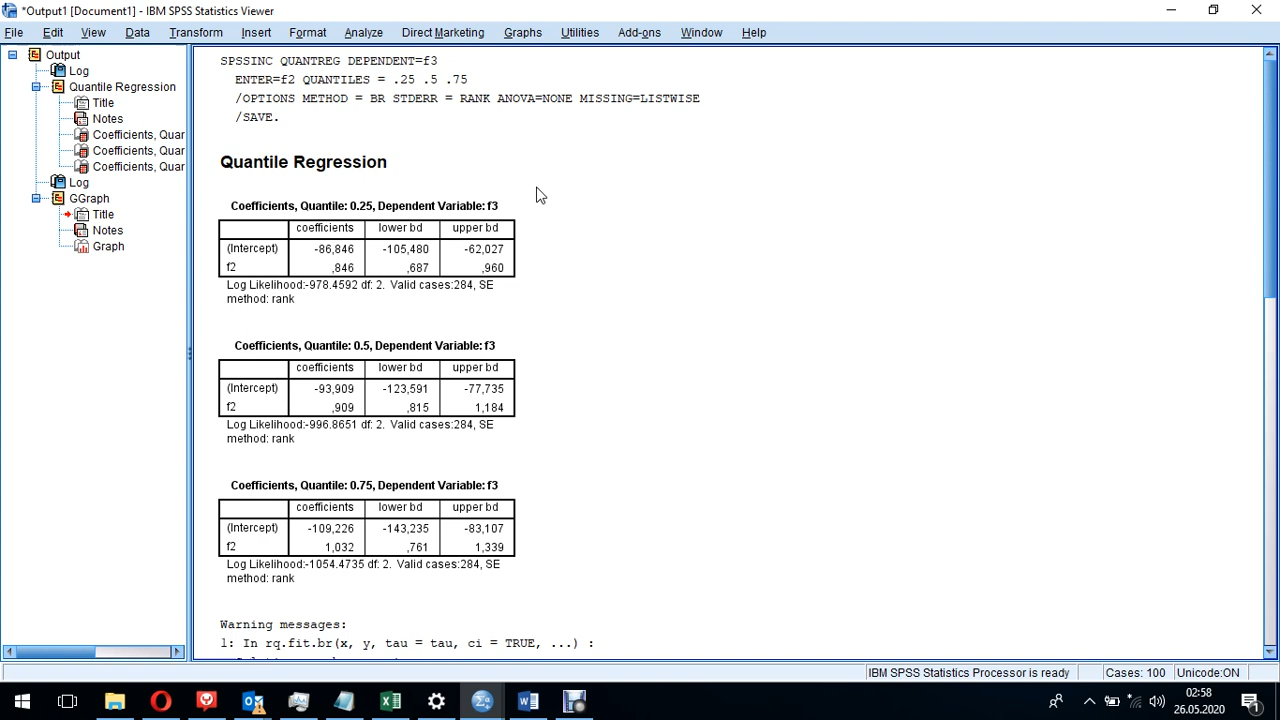 *Output1 [Document1] - IBM SPSS Statistics Viewer
File Edit View Data Transform Insert Format Analyze Direct Marketing Graphs Utilities Add-ons Window Help
Output
Log
Quantile Regression
Title
Notes
Coefficients, Quar
Coefficients, Quar
Coefficients, Quar
Log
GGraph
Title
Notes
Graph
SPSSINC QUANTREG DEPENDENT=f3
ENTER=f2 QUANTILES = .25 .5 .75
/OPTIONS METHOD = BR STDERR = RANK ANOVA=NONE MISSING=LISTWISE
/SAVE.
Quantile Regression
Coefficients, Quantile: 0.25, Dependent Variable: f3
coefficients lower bd upper bd
(Intercept) -86,846 -105,480 -62,027
f2 ,846 ,687 ,960
Log Likelihood:-978.4592 df: 2. Valid cases:284, SE
method: rank
Coefficients, Quantile: 0.5, Dependent Variable: f3
coefficients lower bd upper bd
(Intercept) -93,909 -123,591 -77,735
f2 ,909 ,815 1,184
Log Likelihood:-996.8651 df: 2. Valid cases:284, SE
method: rank
Coefficients, Quantile: 0.75, Dependent Variable: f3
coefficients lower bd upper bd
(Intercept) -109,226 -143,235 -83,107
f2 1,032 ,761 1,339
Log Likelihood:-1054.4735 df: 2. Valid cases:284, SE
method: rank
Warning messages:
1: In rq.fit.br(x, y, tau = tau, ci = TRUE, ...) :
IBM SPSS Statistics Processor is ready Cases: 100 Unicode:ON
02:58
26.05.2020